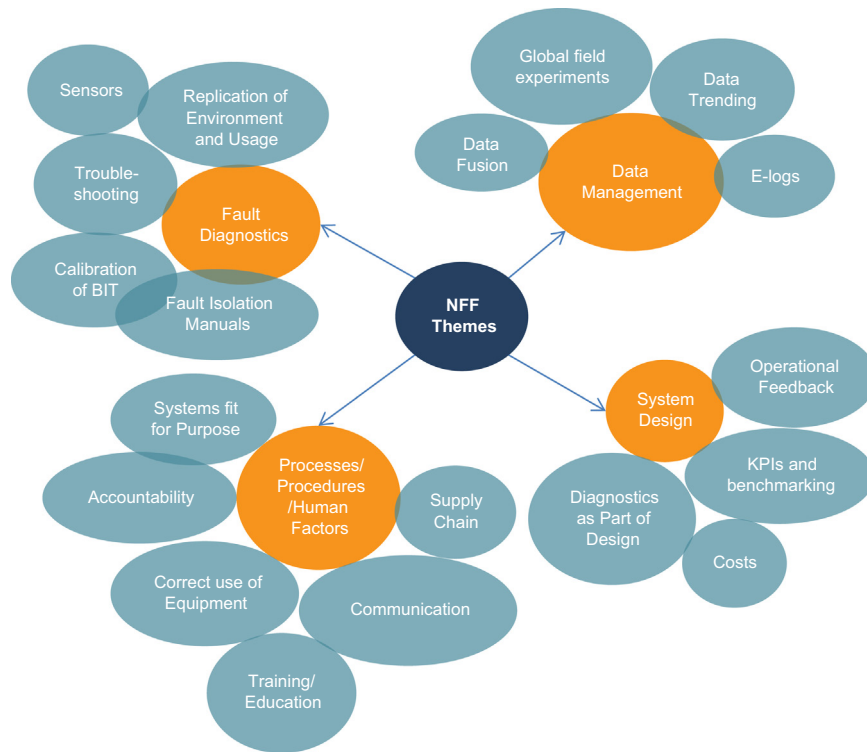 Sensors
Replication of
Environment
and Usage
Trouble-
shooting
Fault
Diagnostics
Calibration
of BIT
Fault Isolation
Manuals
Global field
experiments
Data
Trending
Data
Fusion
Data
Management
E-logs
NFF
Themes
Systems fit
for Purpose
Processes/
Procedures
/Human
Factors
Accountability
Supply
Chain
Correct use of
Equipment
Communication
Training/
Education
Operational
Feedback
System
Design
KPIs and
benchmarking
Diagnostics
as Part of
Design
Costs